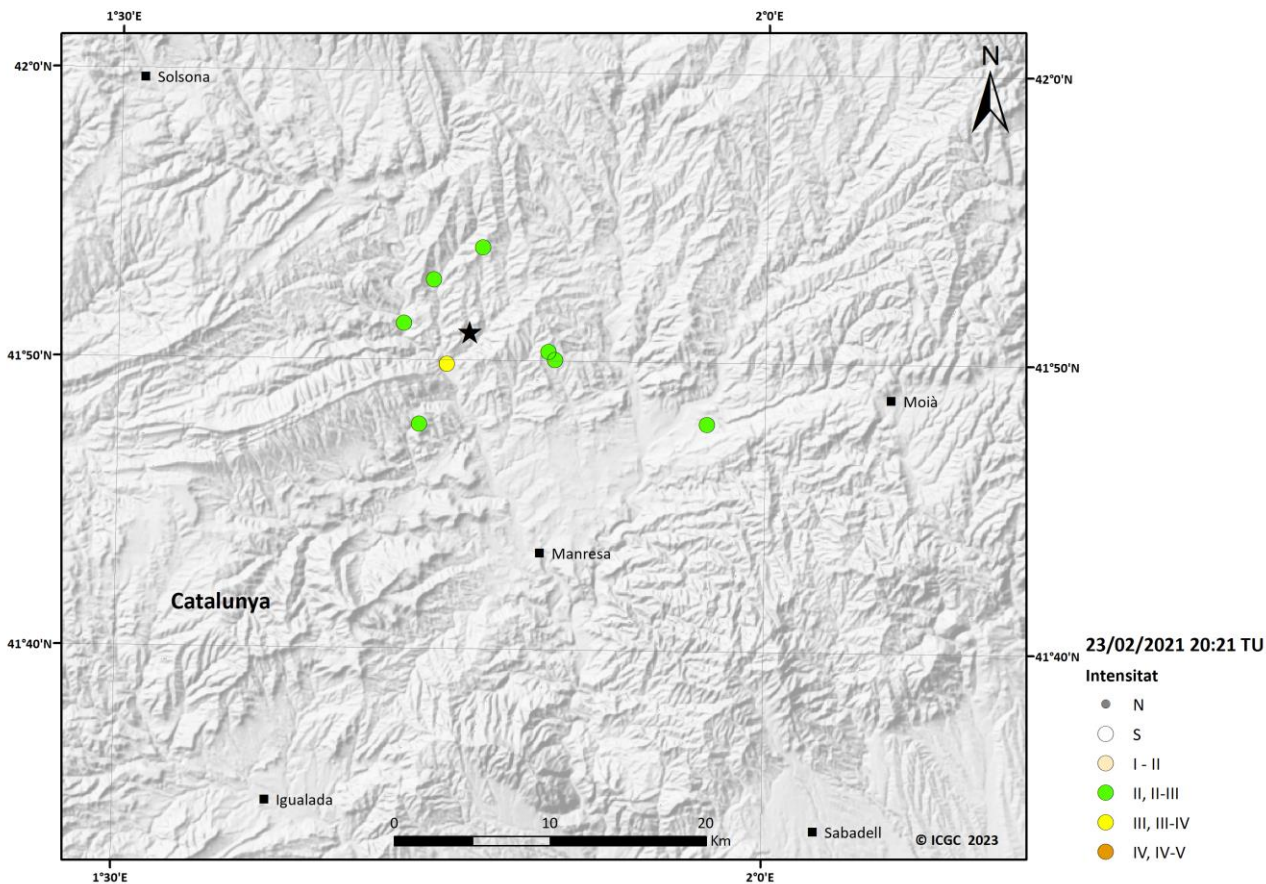 1°30'E
2°0'E
N
42°0'N
42°0'N
Solsona
41°50'N
41°50'N
Moià
Manresa
Catalunya
41°40'N
41°40'N
23/02/2021 20:21 TU
Intensitat
N
S
I - II
II, II-III
III, III-IV
IV, IV-V
Igualada
0 10 20
Km
Sabadell
© ICGC 2023
1°30'E
2°0'E